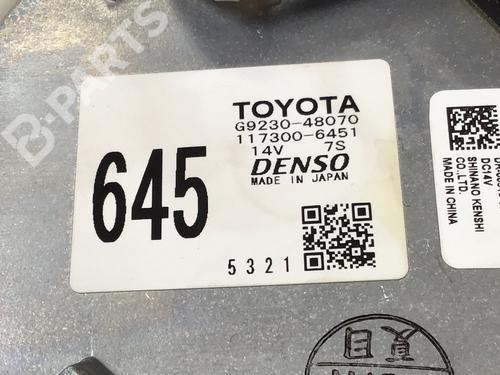 B-PARTS
TOYOTA
G9230-48070
117300-6451
14V 7S
DENSO
MADE IN JAPAN
645
5321
DC14V
SHINANO KENSHI
CO.,LTD.
MADE IN CHINA